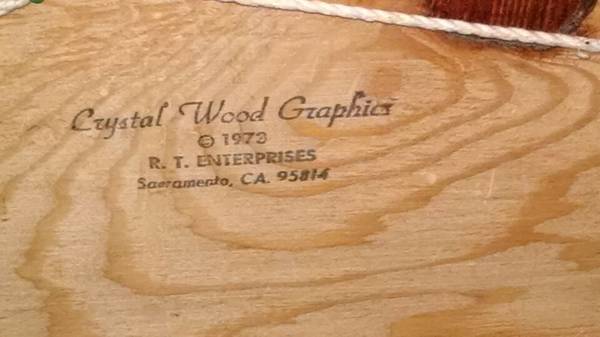 Crystal Wood Graphics
© 1973
R. T. ENTERPRISES
Sacramento, CA. 95814